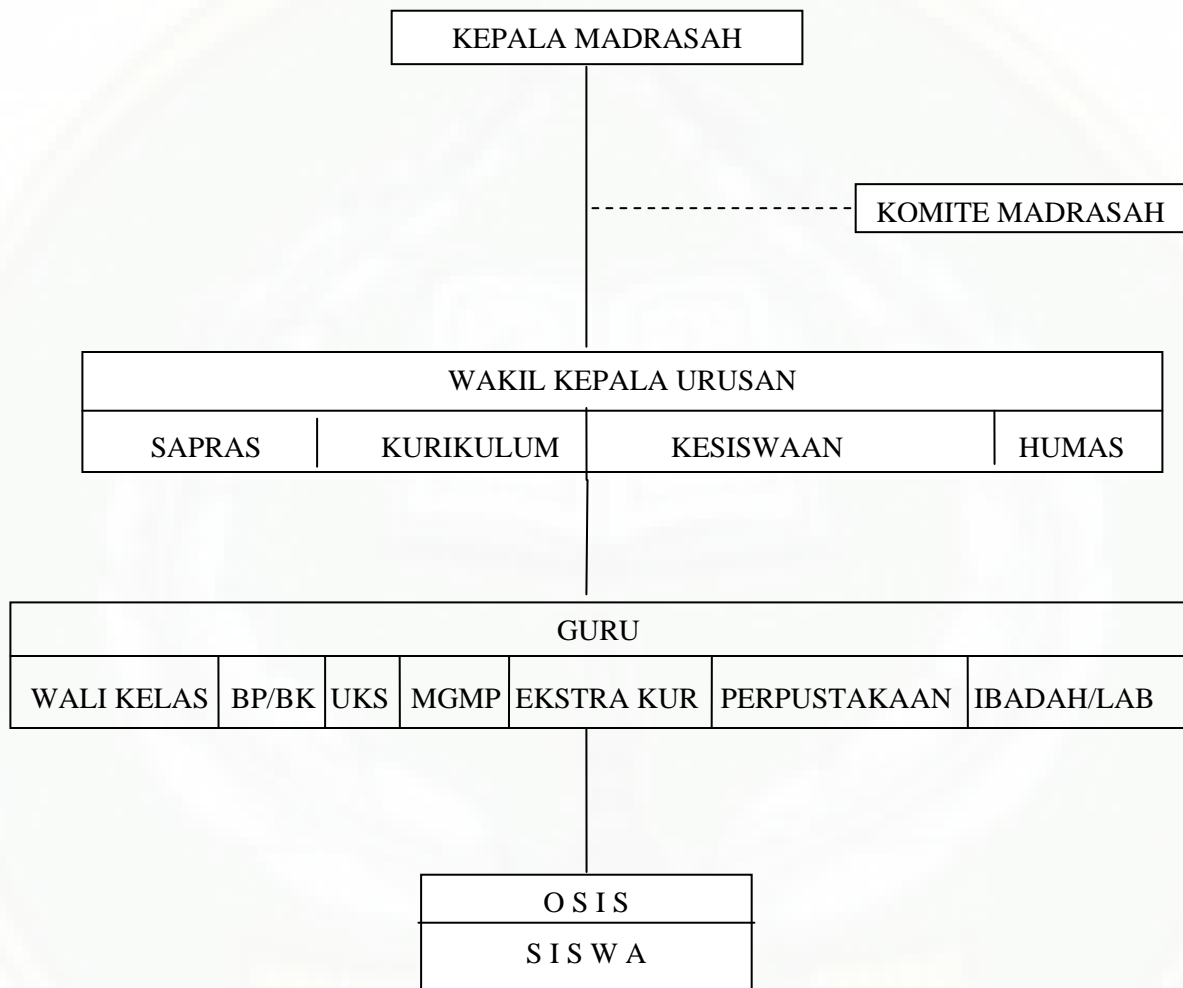 KEPALA MADRASAH
KOMITE MADRASAH
WAKIL KEPALA URUSAN
SAPRAS KURIKULUM KESISWAAN HUMAS
GURU
WALI KELAS BP/BK UKS MGMP EKSTRA KUR PERPUSTAKAAN IBADAH/LAB
O S I S
S I S W A